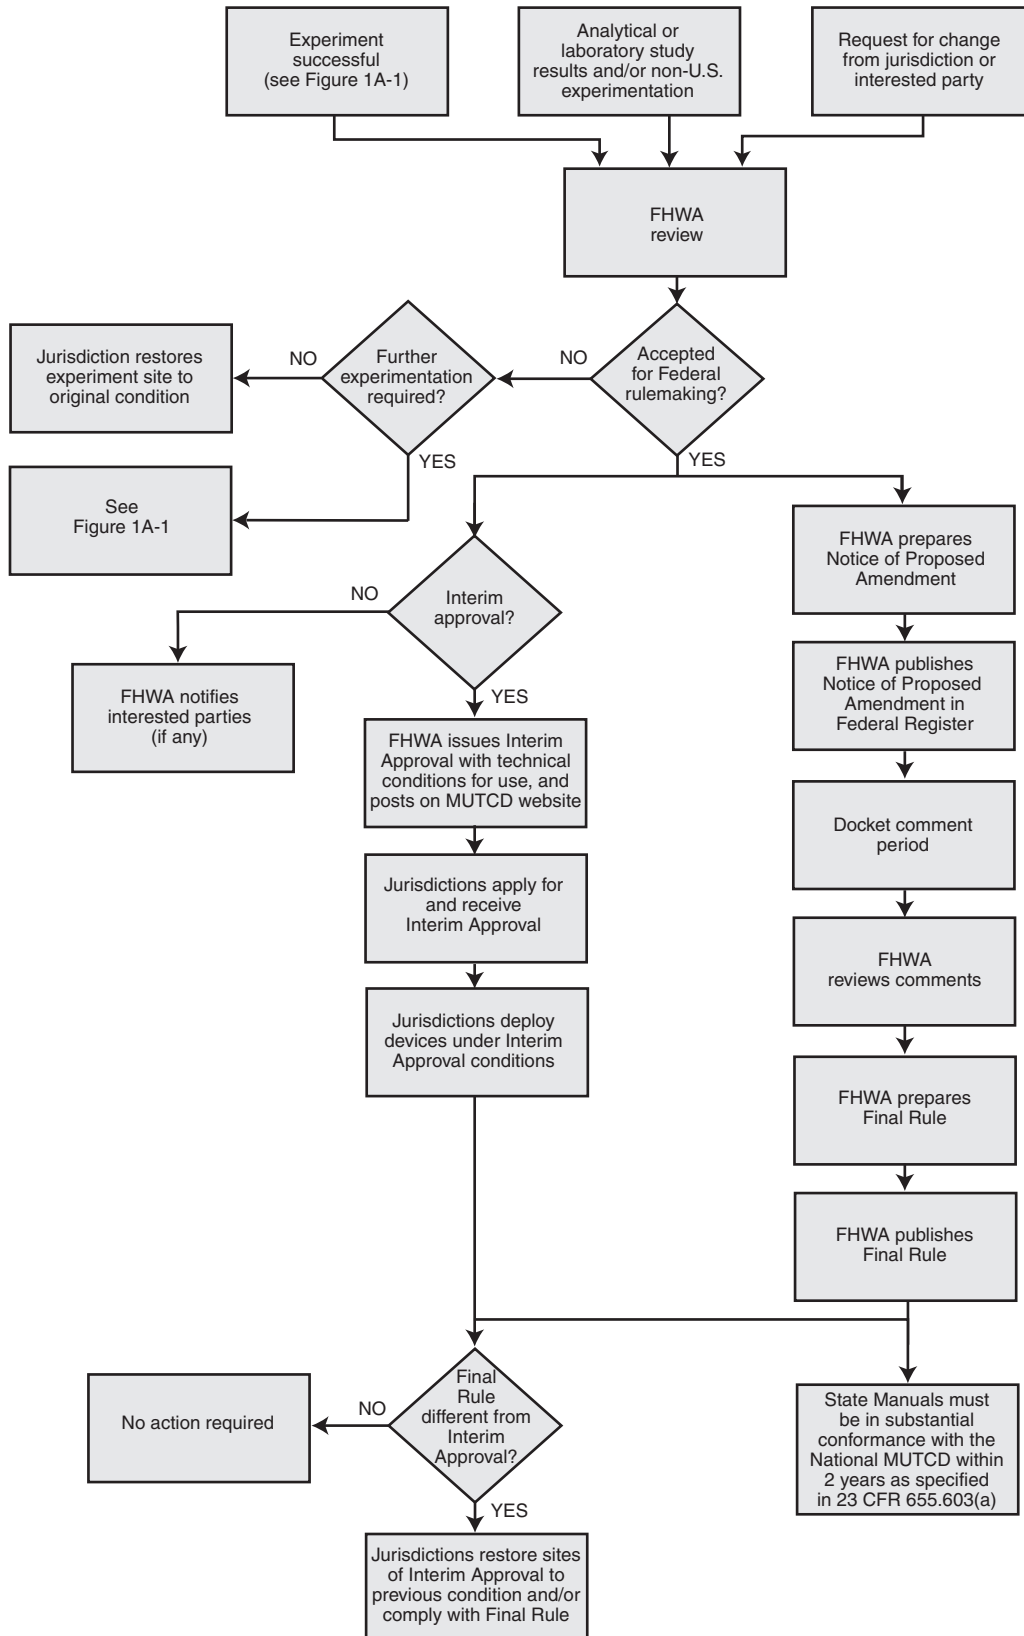 Experiment
successful
(see Figure 1A-1)
Analytical or
laboratory study
results and/or non-U.S.
experimentation
Request for change
from jurisdiction or
interested party
FHWA
review
Jurisdiction restores
experiment site to
original condition
NO
Further
experimentation
required?
NO
Accepted
for Federal
rulemaking?
YES
YES
See
Figure 1A-1
FHWA prepares
Notice of Proposed
Amendment
NO
Interim
approval?
FHWA notifies
interested parties
(if any)
YES
FHWA publishes
Notice of Proposed
Amendment in
Federal Register
FHWA issues Interim
Approval with technical
conditions for use, and
posts on MUTCD website
Docket comment
period
Jurisdictions apply for
and receive
Interim Approval
FHWA
reviews comments
Jurisdictions deploy
devices under Interim
Approval conditions
FHWA prepares
Final Rule
FHWA publishes
Final Rule
No action required
NO
Final
Rule
different from
Interim
Approval?
YES
State Manuals must
be in substantial
conformance with the
National MUTCD within
2 years as specified
in 23 CFR 655.603(a)
Jurisdictions restore sites
of Interim Approval to
previous condition and/or
comply with Final Rule